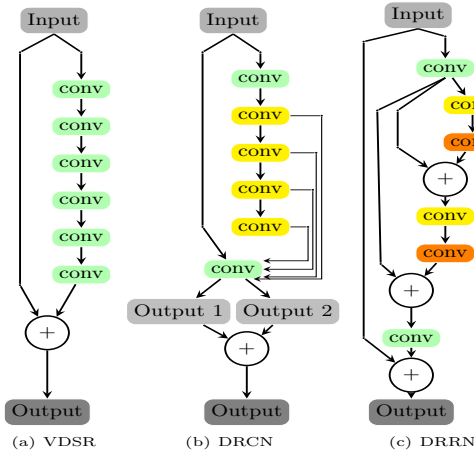 Input
conv
conv
conv
conv
conv
conv
+
Output
(a) VDSR
Input
conv
conv
conv
conv
conv
conv
Output 1
Output 2
+
Output
(b) DRCN
Input
conv
+
conv
conv
+
conv
+
Output
(c) DRRN